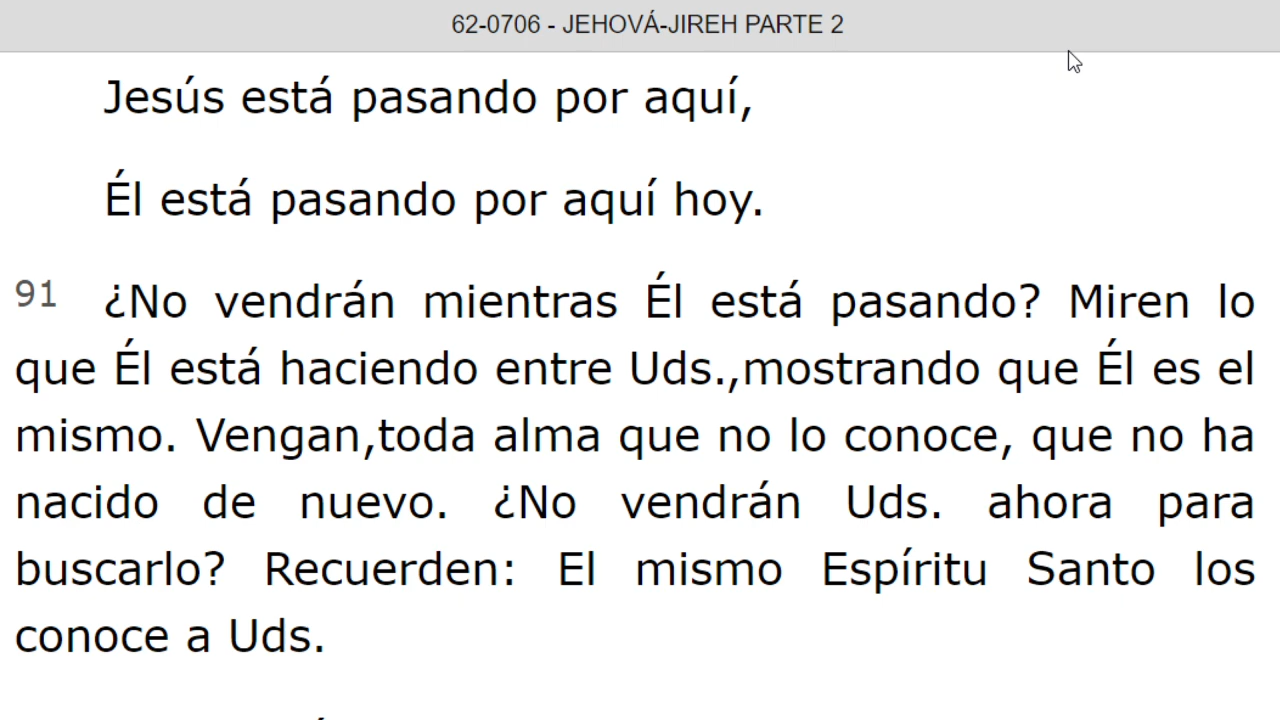 62-0706 - JEHOVÁ-JIREH PARTE 2
Jesús está pasando por aquí,
Él está pasando por aquí hoy.
91 ¿No vendrán mientras Él está pasando? Miren lo
que Él está haciendo entre Uds.,mostrando que Él es el
mismo. Vengan,toda alma que no lo conoce, que no ha
nacido de nuevo. ¿No vendrán Uds. ahora para
buscarlo? Recuerden: El mismo Espíritu Santo los
conoce a Uds.